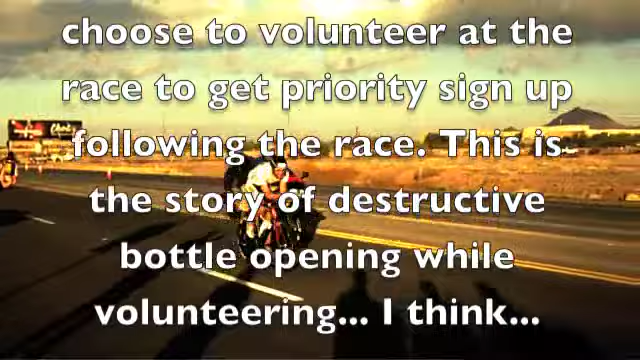 choose to volunteer at the
race to get priority sign up
following the race. This is
the story of destructive
bottle opening while
volunteering... I think...